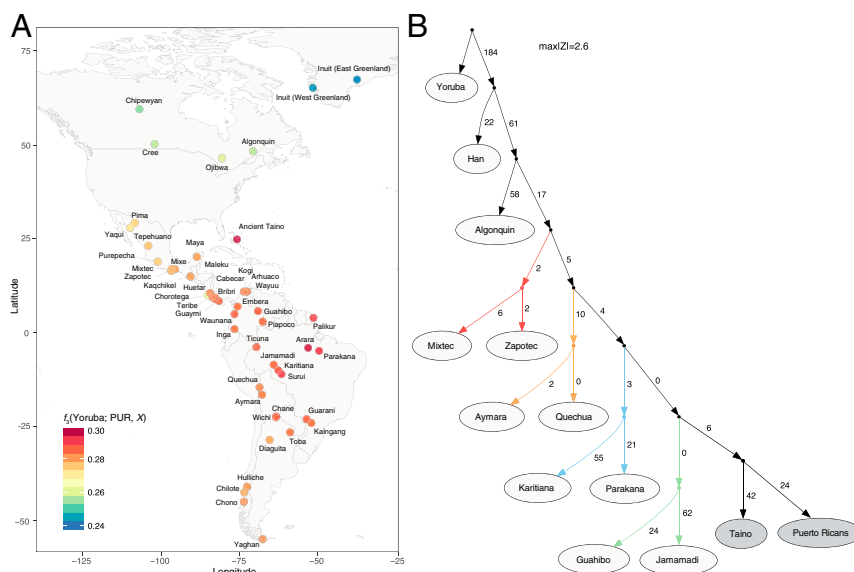 A
B
75
50
25
0
−25
−50
Latitude
−125
−100
−75
−50
−25
Longitude
Inuit (East Greenland)
Inuit (West Greenland)
Chipewyan
Cree
Algonquin
Ojibwa
Pima
Yaqui
Tepehuano
Ancient Taino
Maya
Purepecha
Mixe
Maleku
Kogi
Mixtec
Zapotec
Cabecar
Arhuaco
Kaqchikel
Huetar
Bribri
Wayuu
Chorotega
Embera
Teribe
Guahibo
Guaymi
Waunana
Piapoco
Palikur
Inga
Ticuna
Arara
Jamamadi
Parakana
Karitiana
Quechua
Surui
Aymara
Chane
Guarani
Wichi
Kaingang
Toba
Diaguita
Hulliche
Chilote
Chono
Yaghan
f3(Yoruba; PUR, X)
0.30
0.28
0.26
0.24
max|Z|=2.6
184
Yoruba
22
61
Han
58
17
Algonquin
2
5
6
2
10
4
Mixtec
Zapotec
2
0
3
0
Aymara
Quechua
55
21
0
6
Karitiana
Parakana
42
24
24
62
Taino
Puerto Ricans
Guahibo
Jamamadi